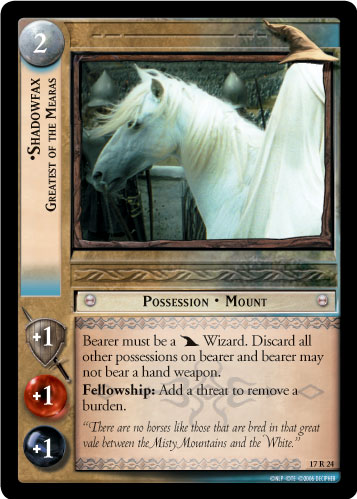 2
•Shadowfax
Greatest of the Mearas
Possession • Mount
+1
+1
+1
Bearer must be a Wizard. Discard all
other possessions on bearer and bearer may
not bear a hand weapon.
Fellowship: Add a threat to remove a
burden.
"There are no horses like those that are bred in that great
vale between the Misty Mountains and the White."
17 R 24